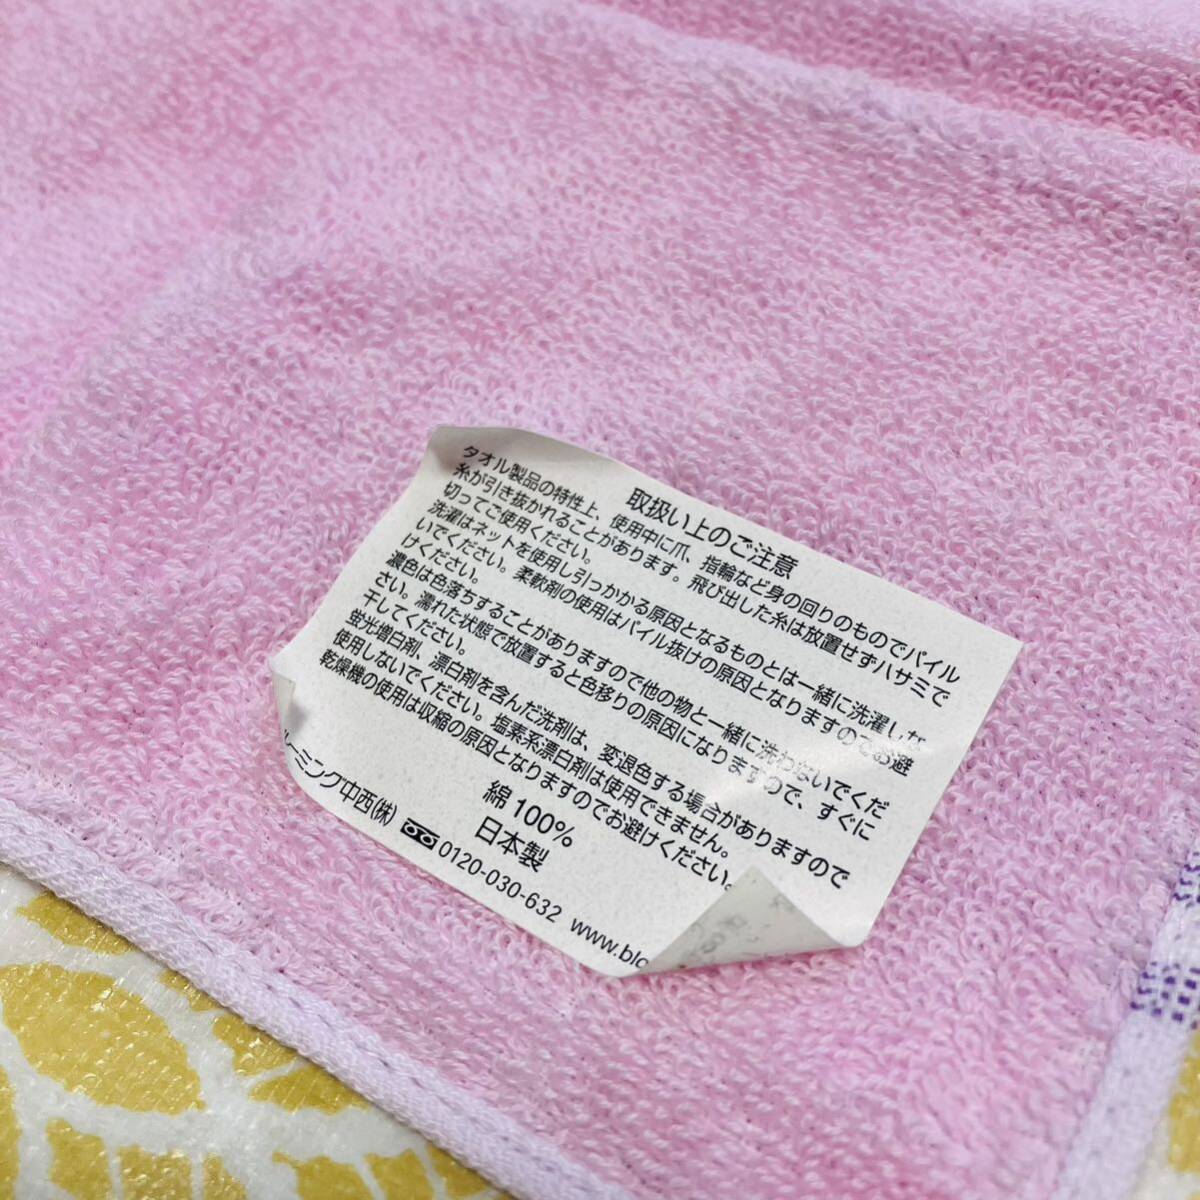 取扱い上のご注意
タオル製品の特性上、使用中に爪、指輪など身の回りのものでパイル
糸が引き抜かれることがあります。飛び出した糸は放置せずハサミで
切ってご使用ください。
洗濯はネットを使用し引っかかる原因となるものとは一緒に洗濯しな
いでください。柔軟剤の使用はパイル抜けの原因となりますのでお避
けください。
濃色は色落ちすることがありますので他の物と一緒に洗わないでくだ
さい。濡れた状態で放置すると色移りの原因になりますので、すぐに
干してください。
蛍光増白剤、漂白剤を含んだ洗剤は、変退色する場合がありますので
使用しないでください。塩素系漂白剤は使用できません。
乾燥機の使用は収縮の原因となりますのでお避けください。
綿 100%
日本製
ルーミング中西(株) 0120-030-632 www.blo